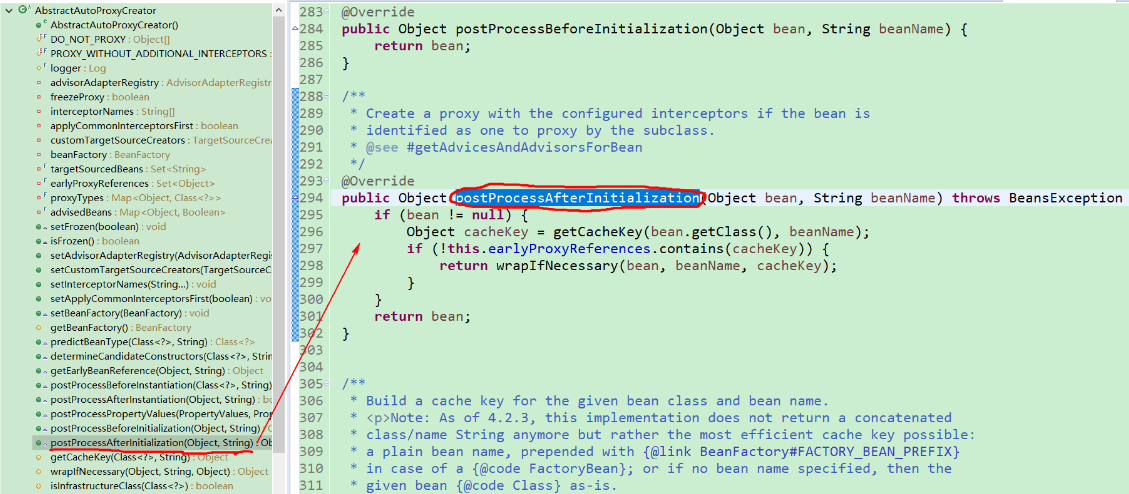 AbstractAutoProxyCreator
AbstractAutoProxyCreator()
DO_NOT_PROXY : Object[]
PROXY_WITHOUT_ADDITIONAL_INTERCEPTORS :
logger : Log
advisorAdapterRegistry : AdvisorAdapterRegistr
freezeProxy : boolean
interceptorNames : String[]
applyCommonInterceptorsFirst : boolean
customTargetSourceCreators : TargetSourceCrea
beanFactory : BeanFactory
targetSourcedBeans : Set<String>
earlyProxyReferences : Set<Object>
proxyTypes : Map<Object, Class<?>>
advisedBeans : Map<Object, Boolean>
setFrozen(boolean) : void
isFrozen() : boolean
setAdvisorAdapterRegistry(AdvisorAdapterRegi
setCustomTargetSourceCreators(TargetSourceC
setInterceptorNames(String...) : void
setApplyCommonInterceptorsFirst(boolean) : vo
setBeanFactory(BeanFactory) : void
getBeanFactory() : BeanFactory
predictBeanType(Class<?>, String) : Class<?>
determineCandidateConstructors(Class<?>, Strin
getEarlyBeanReference(Object, String) : Object
postProcessBeforeInstantiation(Class<?>, String)
postProcessAfterInstantiation(Object, String) : bo
postProcessPropertyValues(PropertyValues, Prop
postProcessBeforeInitialization(Object, String) : O
postProcessAfterInitialization(Object, String) : Ob
getCacheKey(Class<?>, String) : Object
wrapIfNecessary(Object, String, Object) : Object
isInfrastructureClass(Class<?>) : boolean
283 @Override
284 public Object postProcessBeforeInitialization(Object bean, String beanName) {
285 return bean;
286 }
287
288 /**
289 * Create a proxy with the configured interceptors if the bean is
290 * identified as one to proxy by the subclass.
291 * @see #getAdvicesAndAdvisorsForBean
292 */
293 @Override
294 public Object postProcessAfterInitialization(Object bean, String beanName) throws BeansException
295 if (bean != null) {
296 Object cacheKey = getCacheKey(bean.getClass(), beanName);
297 if (!this.earlyProxyReferences.contains(cacheKey)) {
298 return wrapIfNecessary(bean, beanName, cacheKey);
299 }
300 }
301 return bean;
302 }
303
304
305 /**
306 * Build a cache key for the given bean class and bean name.
307 * <p>Note: As of 4.2.3, this implementation does not return a concatenated
308 * class/name String anymore but rather the most efficient cache key possible:
309 * a plain bean name, prepended with {@link BeanFactory#FACTORY_BEAN_PREFIX}
310 * in case of a {@code FactoryBean}; or if no bean name specified, then the
311 * given bean {@code Class} as-is.